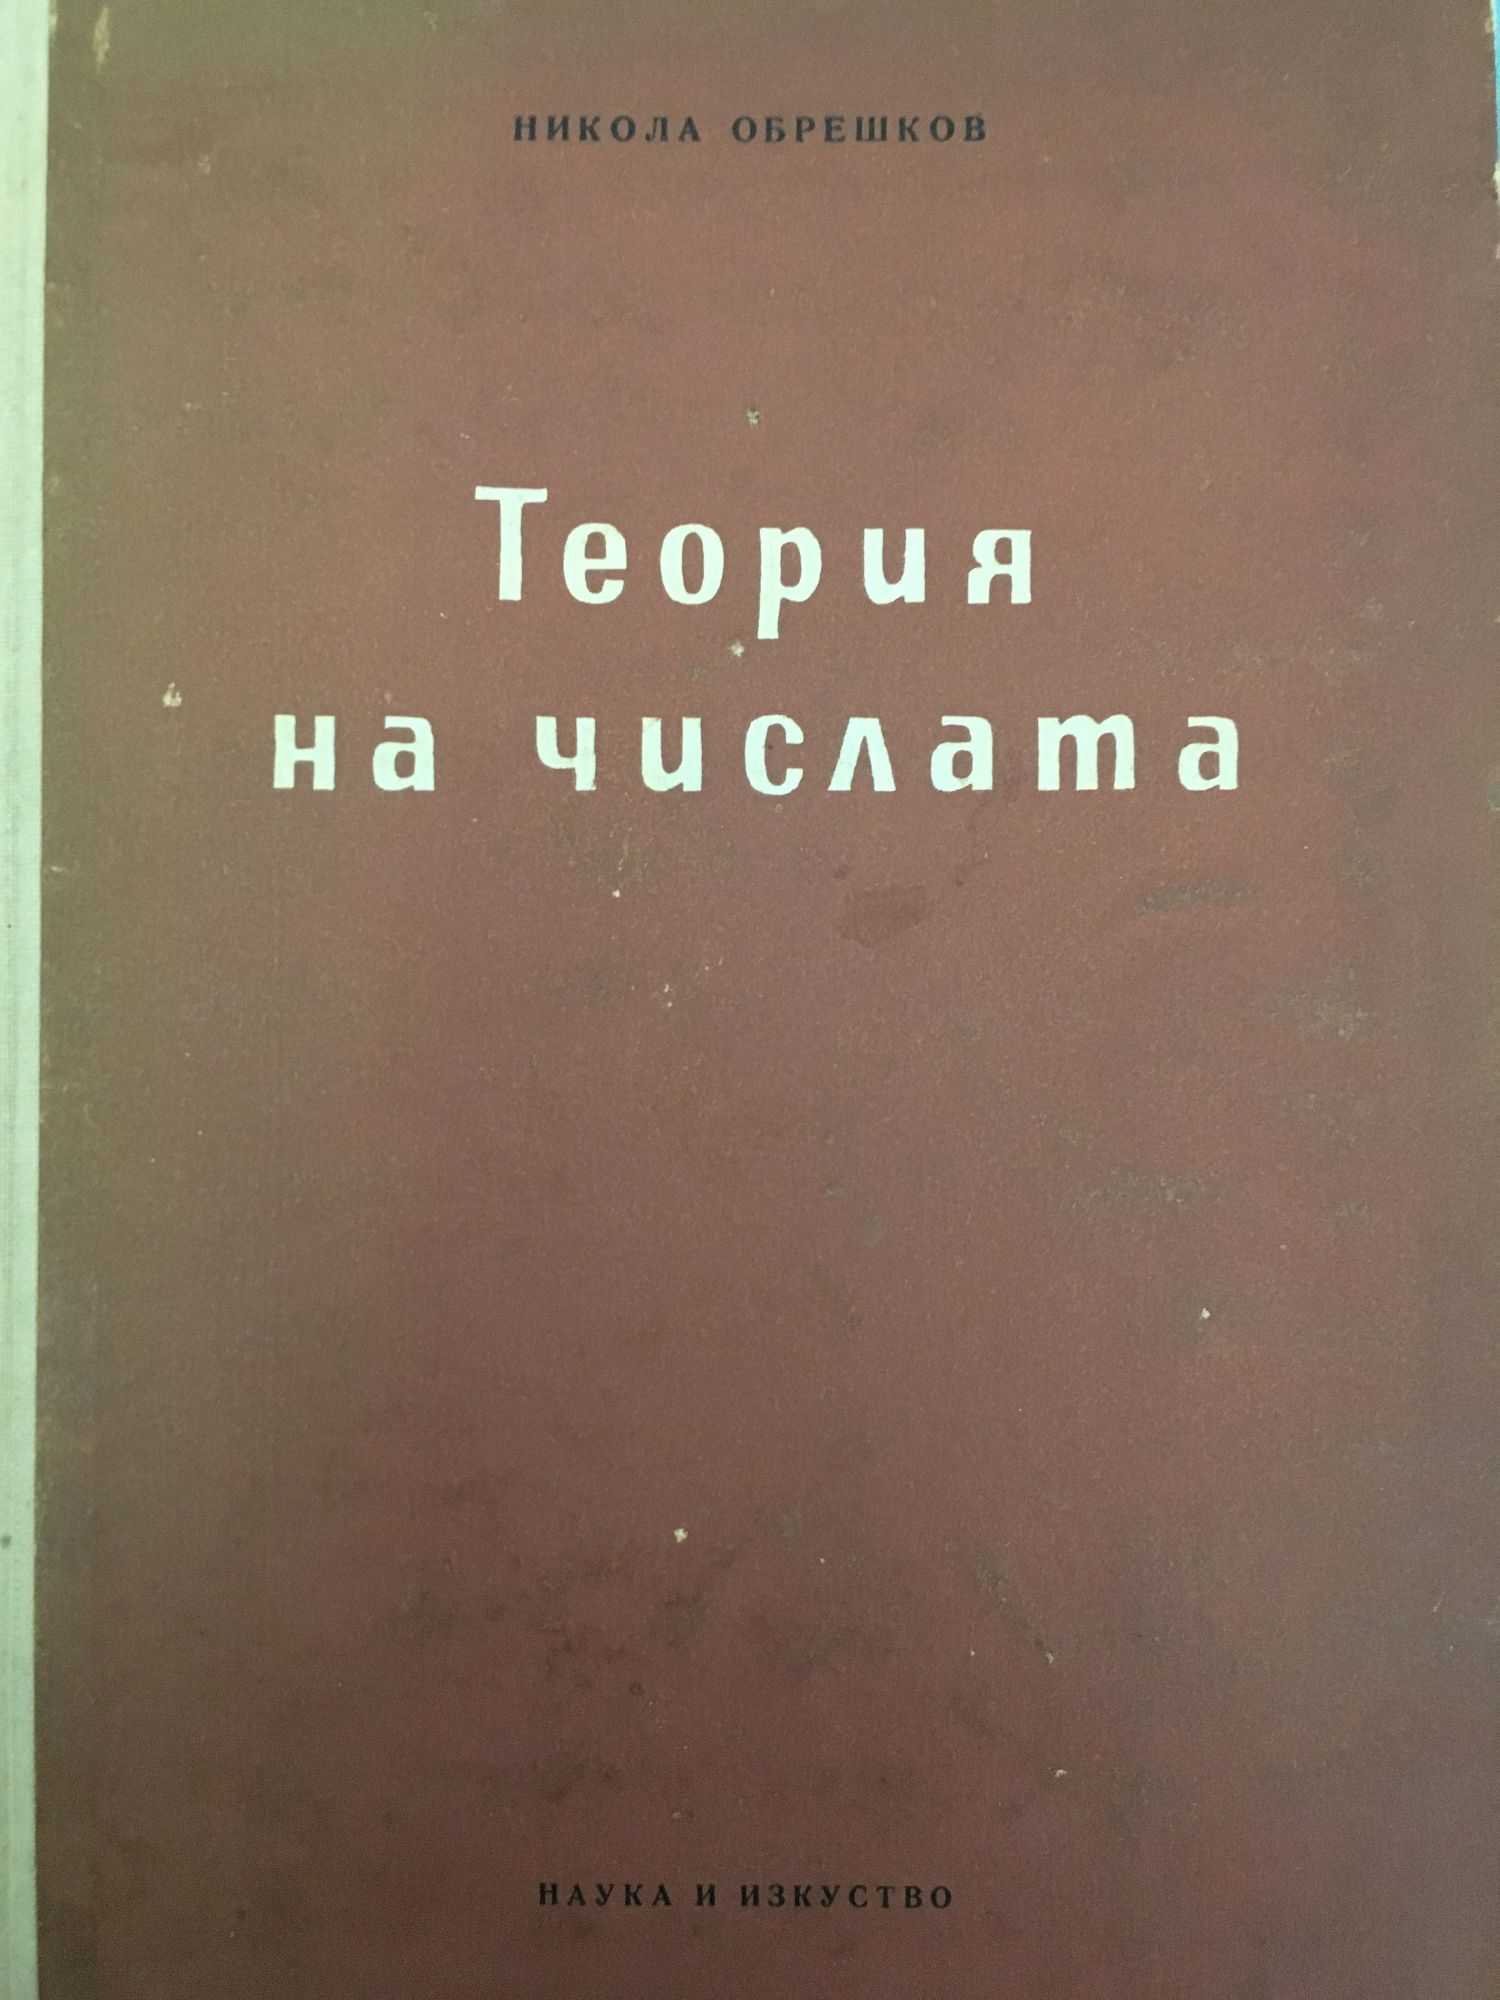 НИКОЛА ОБРЕШКОВ
Теория
на числата
НАУКА И ИЗКУСТВО